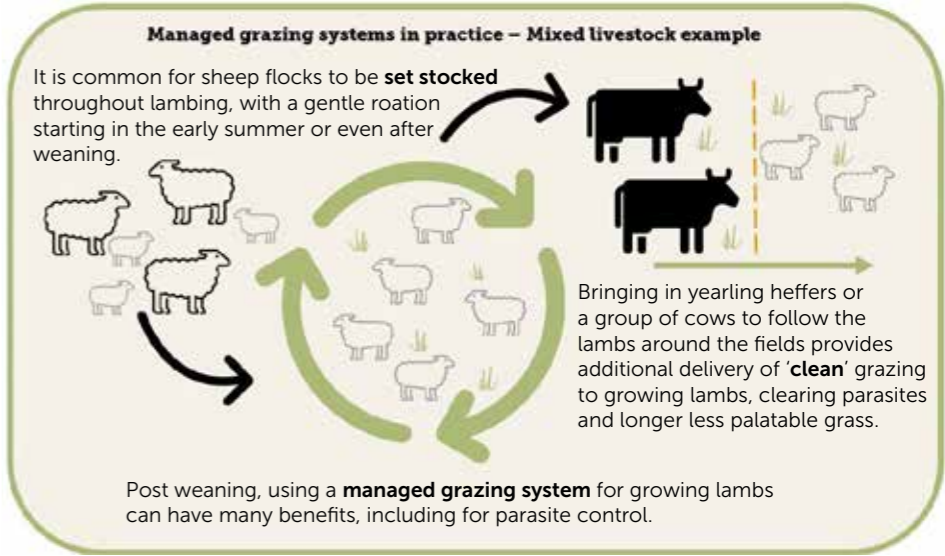 Managed grazing systems in practice – Mixed livestock example
It is common for sheep flocks to be set stocked
throughout lambing, with a gentle roation
starting in the early summer or even after
weaning.
Bringing in yearling heffers or
a group of cows to follow the
lambs around the fields provides
additional delivery of ‘clean’ grazing
to growing lambs, clearing parasites
and longer less palatable grass.
Post weaning, using a managed grazing system for growing lambs
can have many benefits, including for parasite control.